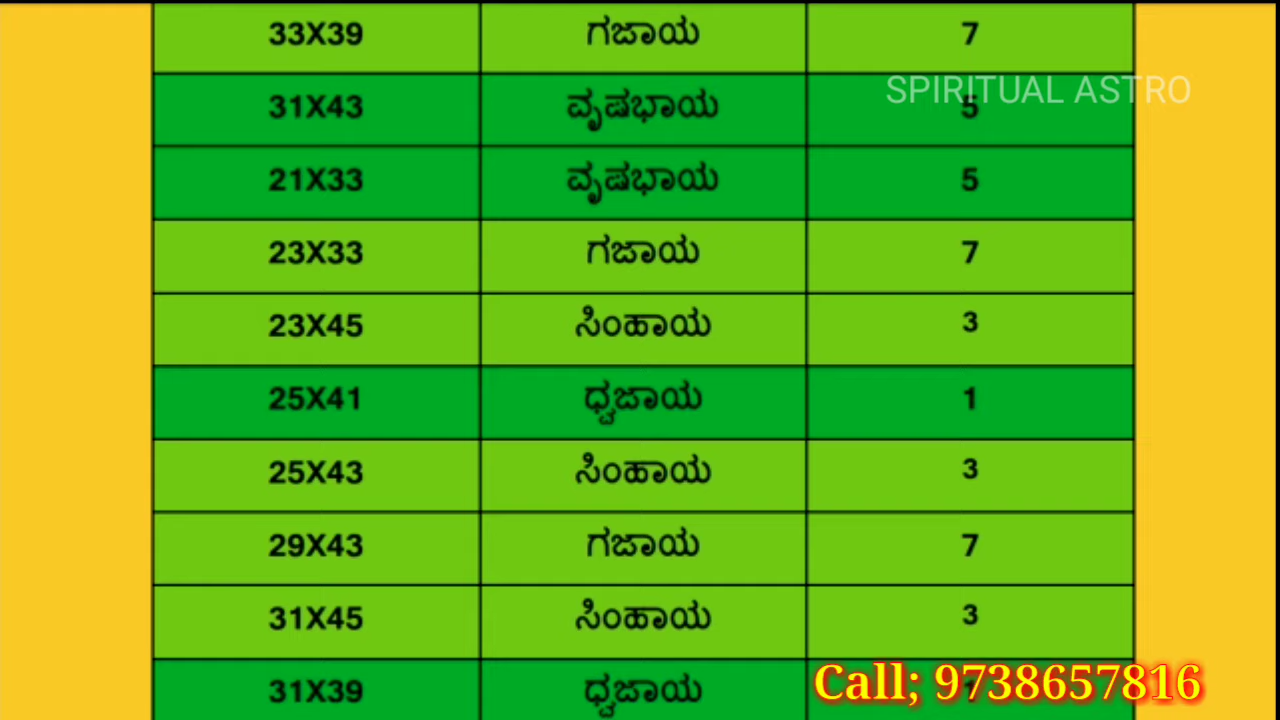 33X39 ಗಜಾಯ 7
SPIRITUAL ASTRO
31X43 ವೃಷಭಾಯ 5
21X33 ವೃಷಭಾಯ 5
23X33 ಗಜಾಯ 7
23X45 ಸಿಂಹಾಯ 3
25X41 ಧ್ವಜಾಯ 1
25X43 ಸಿಂಹಾಯ 3
29X43 ಗಜಾಯ 7
31X45 ಸಿಂಹಾಯ 3
31X39 ಧ್ವಜಾಯ
Call; 9738657816